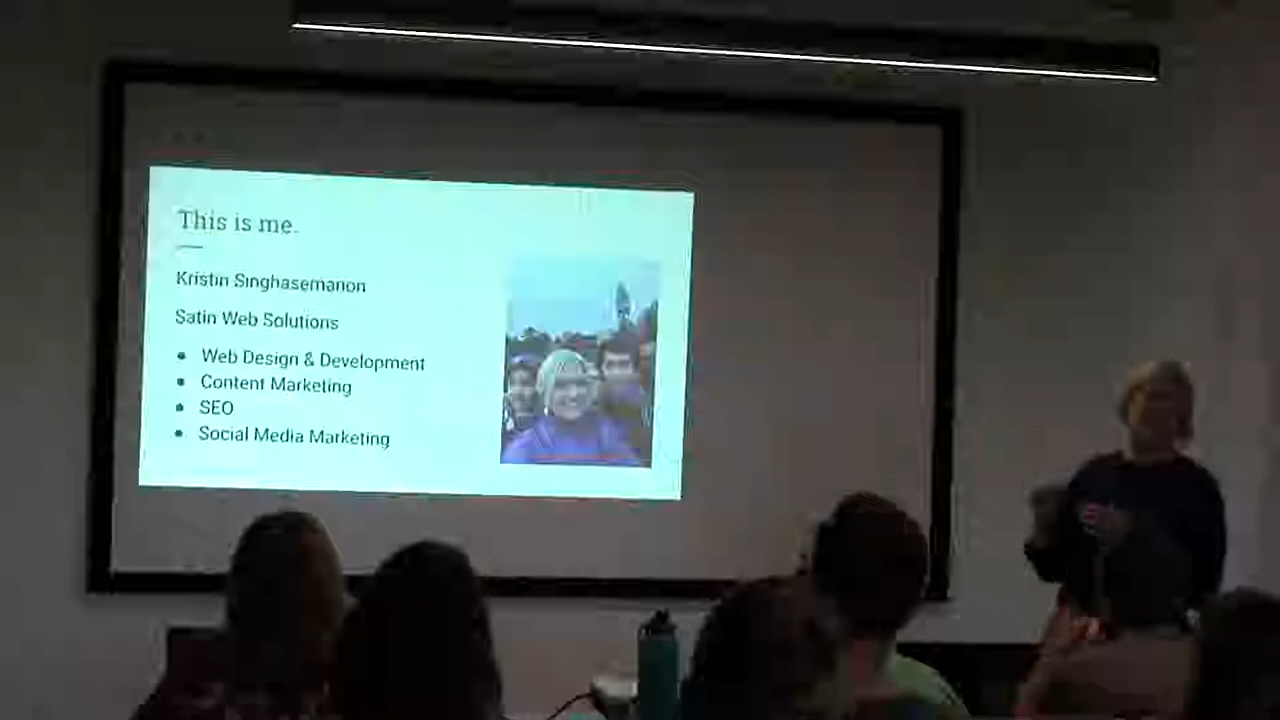 This is me.
Kristin Singhasemanon
Satin Web Solutions
Web Design & Development
Content Marketing
SEO
Social Media Marketing